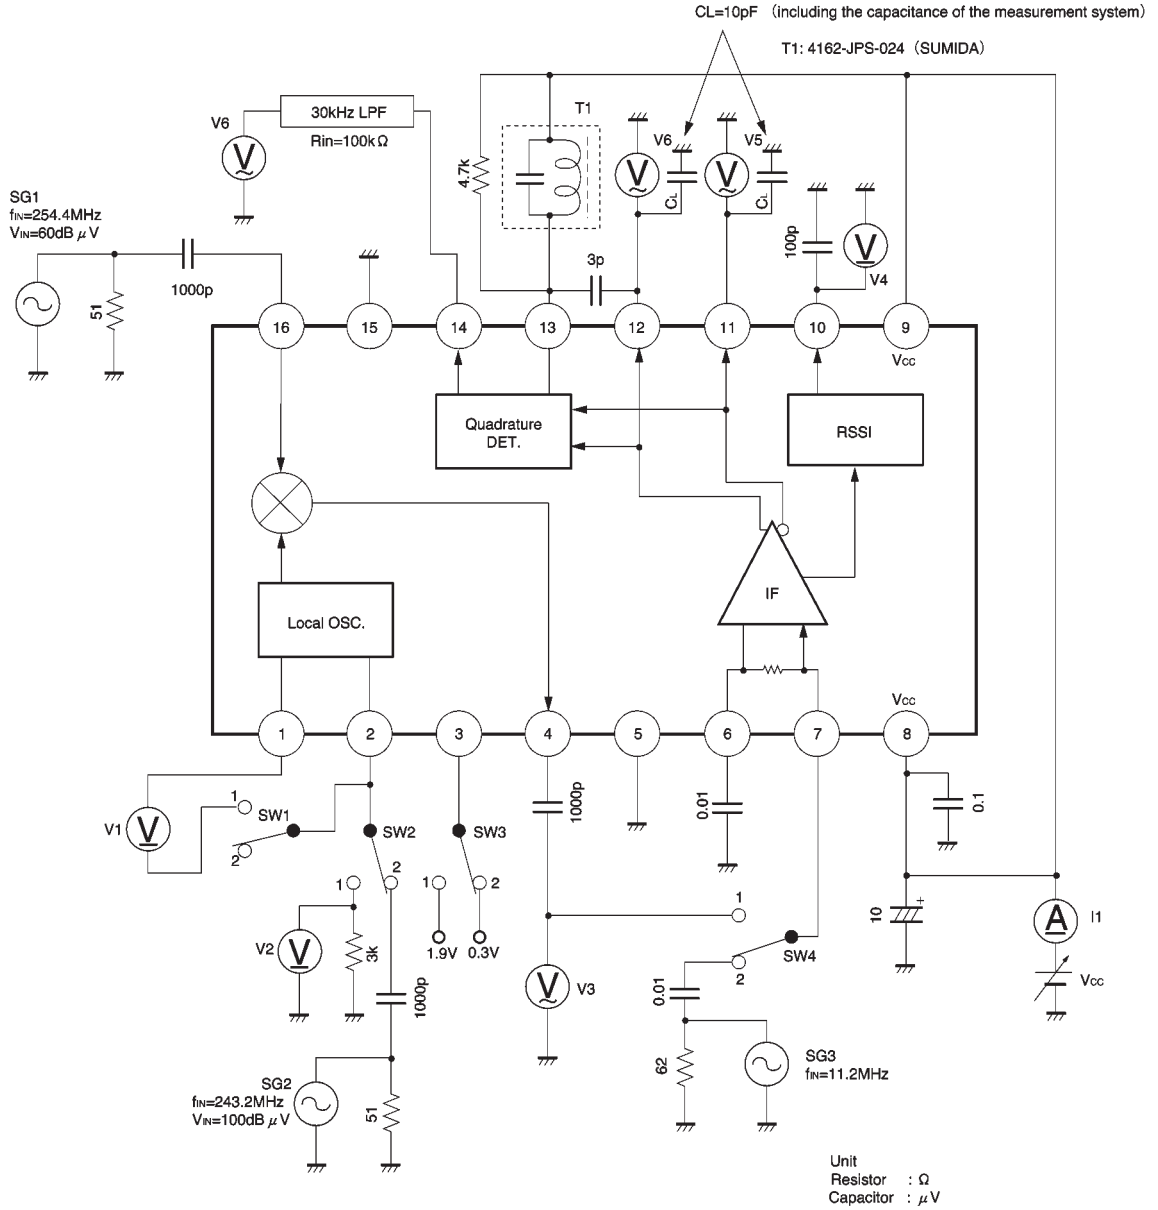 CL=10pF (including the capacitance of the measurement system)
T1: 4162-JPS-024 (SUMIDA)
V6
30kHz LPF
Rin=100kΩ
T1
4.7k
V6
CL
V5
CL
100p
V4
SG1
fIN=254.4MHz
VIN=60dBμV
51
1000p
3p
16
15
14
13
12
11
10
9
VCC
Quadrature
DET.
RSSI
IF
Local OSC.
VCC
1
2
3
4
5
6
7
8
V1
1
SW1
2
SW2
1
2
SW3
1
2
1.9V
0.3V
V2
3k
1000p
1000p
0.01
0.1
10
+
I1
VCC
V
V
V
V
V
V
V
A
1
SW4
2
V3
0.01
62
SG3
fIN=11.2MHz
SG2
fIN=243.2MHz
VIN=100dBμV
51
Unit
Resistor : Ω
Capacitor : μV